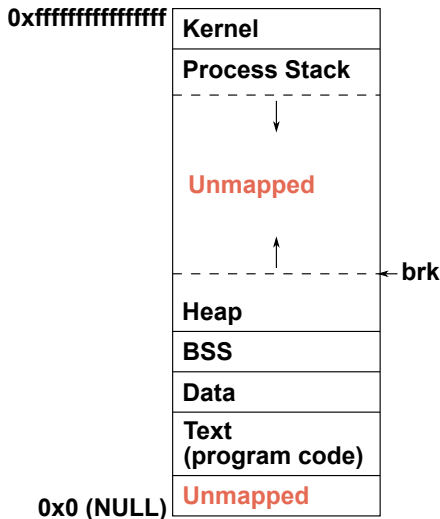 0xffffffffffffffff
Kernel
Process Stack
Unmapped
brk
Heap
BSS
Data
Text
(program code)
Unmapped
0x0 (NULL)